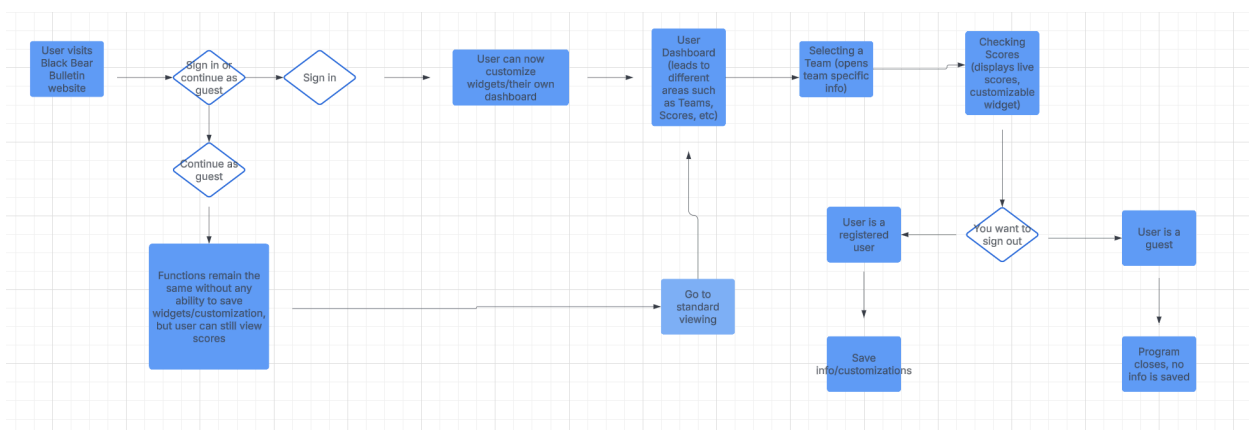 User visits
Black Bear
Bulletin
website
Sign in or
continue as
guest
Sign in
User can now
customize
widgets/their own
dashboard
User
Dashboard
(leads to
different
areas such
as Teams,
Scores, etc)
Selecting a
Team (opens
team specific
info)
Checking
Scores
(displays live
scores,
customizable
widget)
Continue as
guest
Functions remain the
same without any
ability to save
widgets/customization,
but user can still view
scores
Go to
standard
viewing
User is a
registered
user
You want to
sign out
User is a
guest
Save
info/customizations
Program
closes, no
info is saved